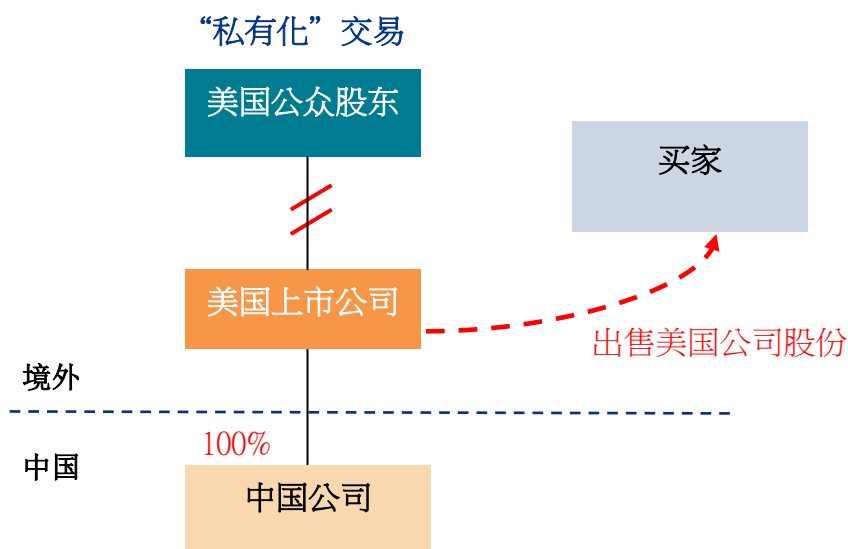 “私有化”交易
美国公众股东
买家
美国上市公司
出售美国公司股份
境外
100%
中国
中国公司